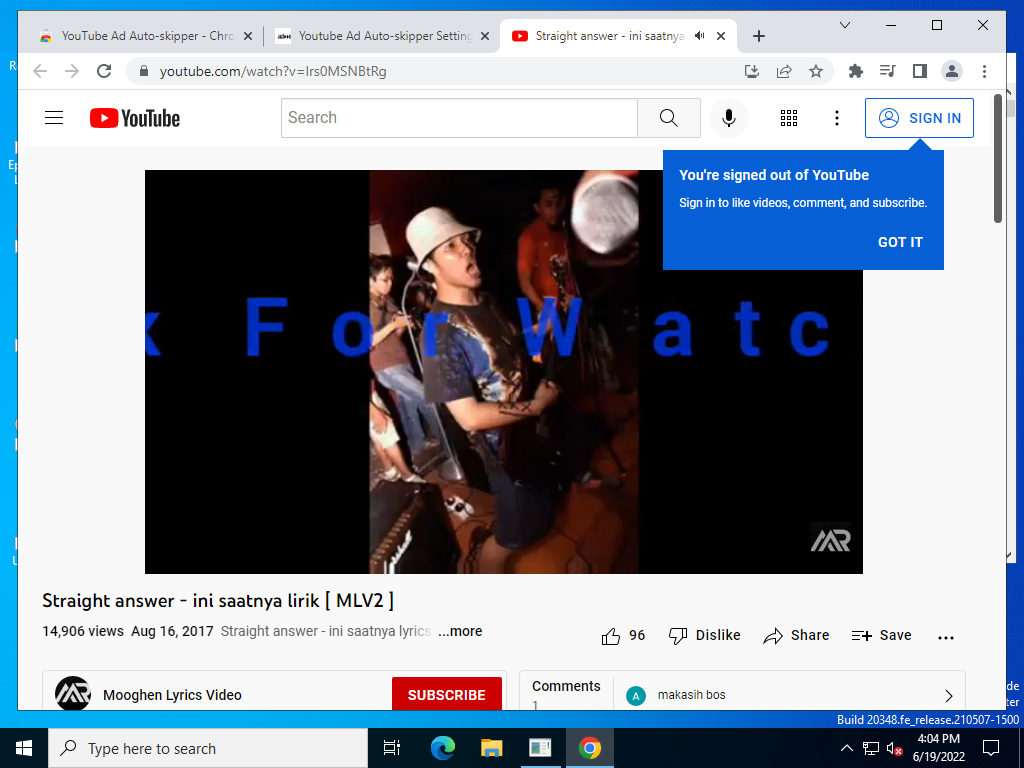 YouTube Ad Auto-skipper - Chro
Youtube Ad Auto-skipper Setting
Straight answer - ini saatnya
youtube.com/watch?v=Irs0MSNBtRg
YouTube
Search
SIGN IN
You're signed out of YouTube
Sign in to like videos, comment, and subscribe.
GOT IT
k For Watc
MR
Straight answer - ini saatnya lirik [ MLV2 ]
14,906 views Aug 16, 2017 Straight answer - ini saatnya lyrics ...more
96 Dislike Share Save
Mooghen Lyrics Video
SUBSCRIBE
Comments
1
A makasih bos
Build 20348.fe_release.210507-1500
Type here to search
4:04 PM
6/19/2022